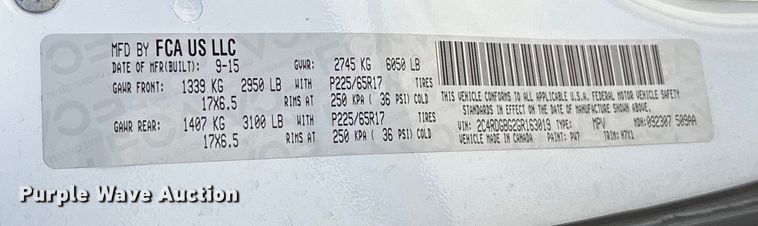 MFD BY FCA US LLC
DATE OF MFR(BUILT): 9-15 GVWR: 2745 KG 6050 LB
GAWR FRONT: 1339 KG 2950 LB WITH P225/65R17 TIRES
17X6.5 RIMS AT 250 KPA ( 36 PSI) COLD
GAWR REAR: 1407 KG 3100 LB WITH P225/65R17 TIRES
17X6.5 RIMS AT 250 KPA ( 36 PSI) COLD
THIS VEHICLE CONFORMS TO ALL APPLICABLE U.S.A. FEDERAL MOTOR VEHICLE SAFETY
STANDARDS IN EFFECT ON THE DATE OF MANUFACTURE SHOWN ABOVE
VIN: 2C4RDGBG2GR163019 TYPE: MPV MDH: 092307 509AA
VEHICLE MADE IN CANADA PAINT: PW7 TRIM: H7X1
Purple Wave Auction